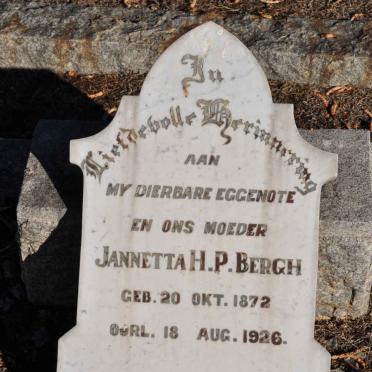 In
Liefdevolle Herinnering
AAN
MY DIERBARE EGGENOTE
EN ONS MOEDER
JANNETTA H.P. BERGH
GEB. 20 OKT. 1872
OORL. 18 AUG. 1926.